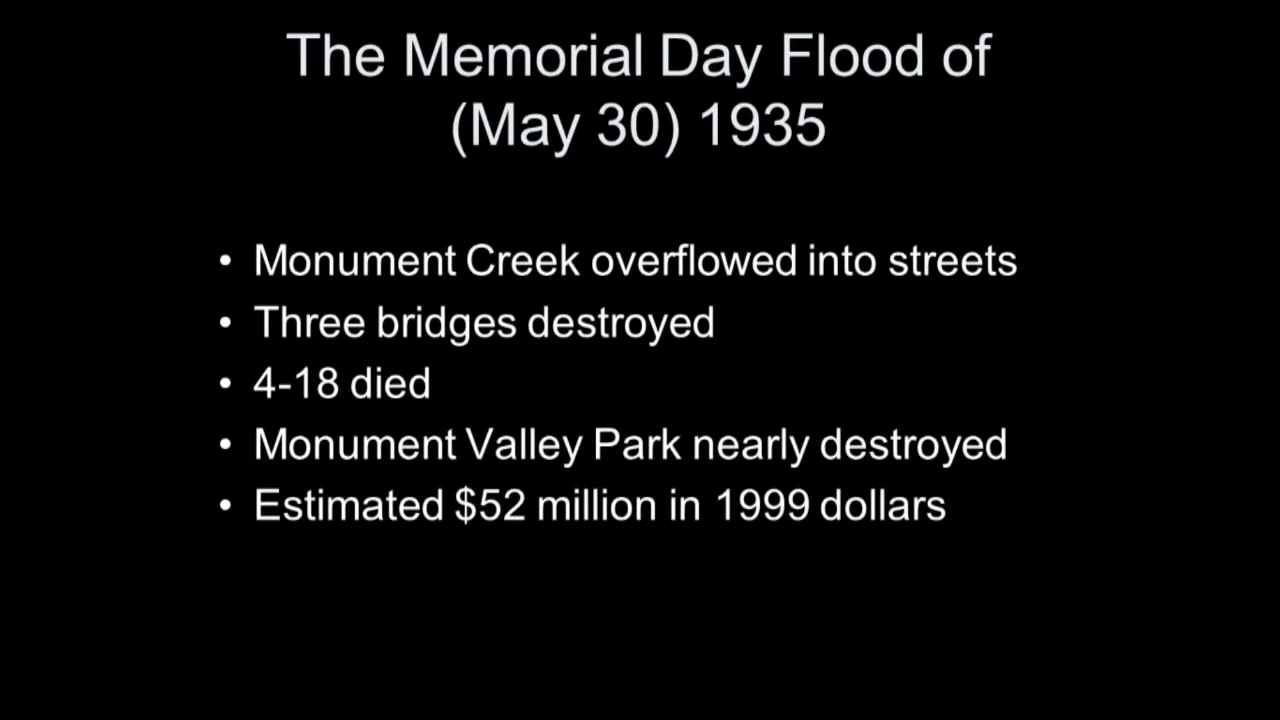 The Memorial Day Flood of
(May 30) 1935
• Monument Creek overflowed into streets
• Three bridges destroyed
• 4-18 died
• Monument Valley Park nearly destroyed
• Estimated $52 million in 1999 dollars